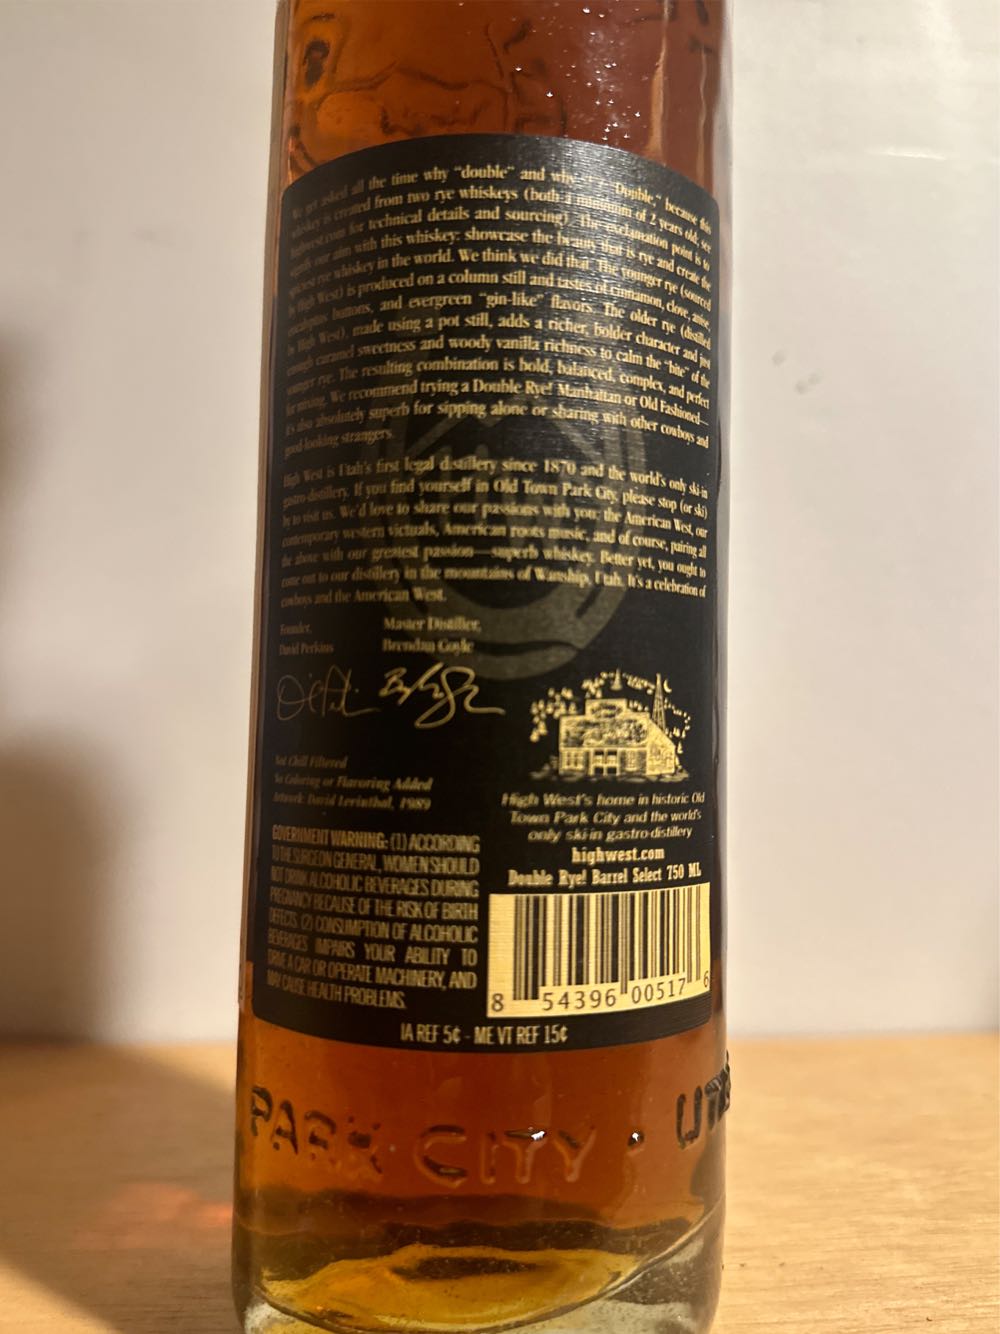 We get asked all the time why "double" and why "Double," because this
whiskey is created from two rye whiskeys (both a minimum of 2 years old; see
highwest.com for technical details and sourcing). The exclamation point is to
signify our aim with this whiskey: showcase the beauty that is rye and create the
spiciest rye whiskey in the world. We think we did that. The younger rye (sourced
by High West) is produced on a column still and tastes of cinnamon, clove, anise,
eucalyptus buttons, and evergreen "gin-like" flavors. The older rye (distilled
by High West), made using a pot still, adds a richer, bolder character and just
enough caramel sweetness and woody vanilla richness to calm the "bite" of the
younger rye. The resulting combination is bold, balanced, complex, and perfect
for mixing. We recommend trying a Double Rye! Manhattan or Old Fashioned—
it's also absolutely superb for sipping alone or sharing with other cowboys and
good-looking strangers.
High West is Utah's first legal distillery since 1870 and the world's only ski-in
gastro-distillery. If you find yourself in Old Town Park City, please stop (or ski)
by to visit us. We'd love to share our passions with you: the American West, our
contemporary western victuals, American roots music, and of course, pairing all
the above with our greatest passion—superb whiskey. Better yet, you ought to
come out to our distillery in the mountains of Wanship, Utah. It's a celebration of
cowboys and the American West.
Founder, Master Distiller,
David Perkins Brendan Coyle
Not Chill Filtered
No Coloring or Flavoring Added
Artwork: David Levinthal, 1989
High West's home in historic Old
Town Park City and the world's
only ski-in gastro-distillery
highwest.com
Double Rye! Barrel Select 750 ML
GOVERNMENT WARNING: (1) ACCORDING
TO THE SURGEON GENERAL, WOMEN SHOULD
NOT DRINK ALCOHOLIC BEVERAGES DURING
PREGNANCY BECAUSE OF THE RISK OF BIRTH
DEFECTS. (2) CONSUMPTION OF ALCOHOLIC
BEVERAGES IMPAIRS YOUR ABILITY TO
DRIVE A CAR OR OPERATE MACHINERY, AND
MAY CAUSE HEALTH PROBLEMS.
8 54396 00517 6
IA REF 5¢ - ME VT REF 15¢
PARK CITY · UTAH